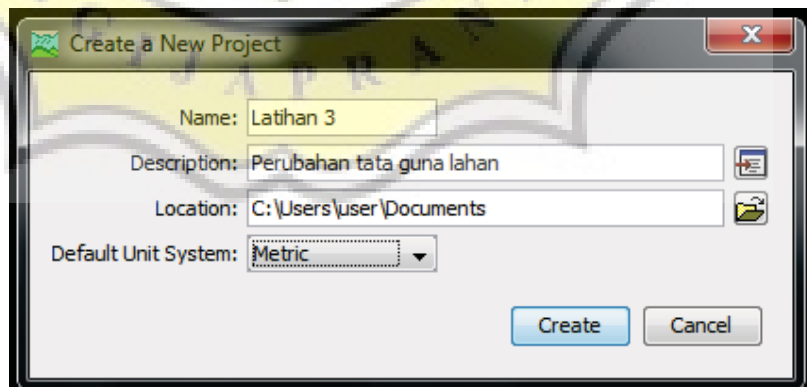 Create a New Project
Name: Latihan 3
Description: Perubahan tata guna lahan
Location: C:\Users\user\Documents
Default Unit System: Metric
Create Cancel